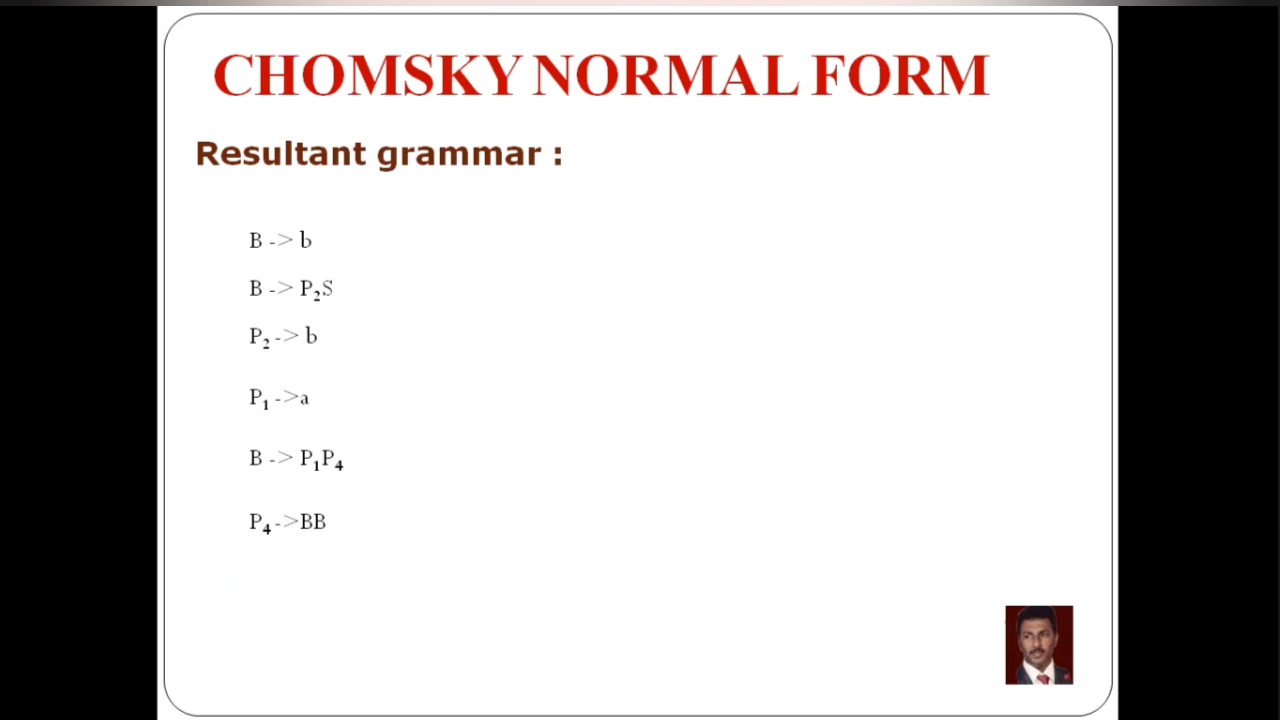 CHOMSKY NORMAL FORM
Resultant grammar :
B -> b
B -> P₂S
P₂ -> b
P₁ ->a
B -> P₁P₄
P₄ ->BB